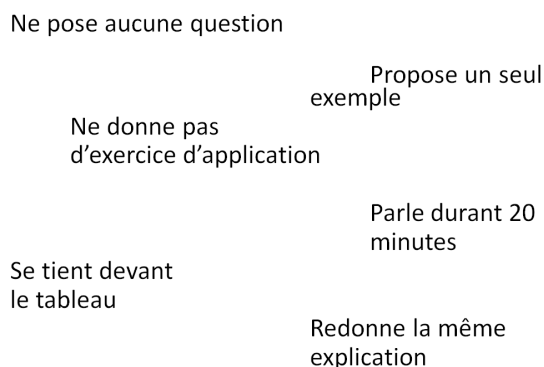 Ne pose aucune question
Propose un seul
exemple
Ne donne pas
d’exercice d’application
Parle durant 20
minutes
Se tient devant
le tableau
Redonne la même
explication